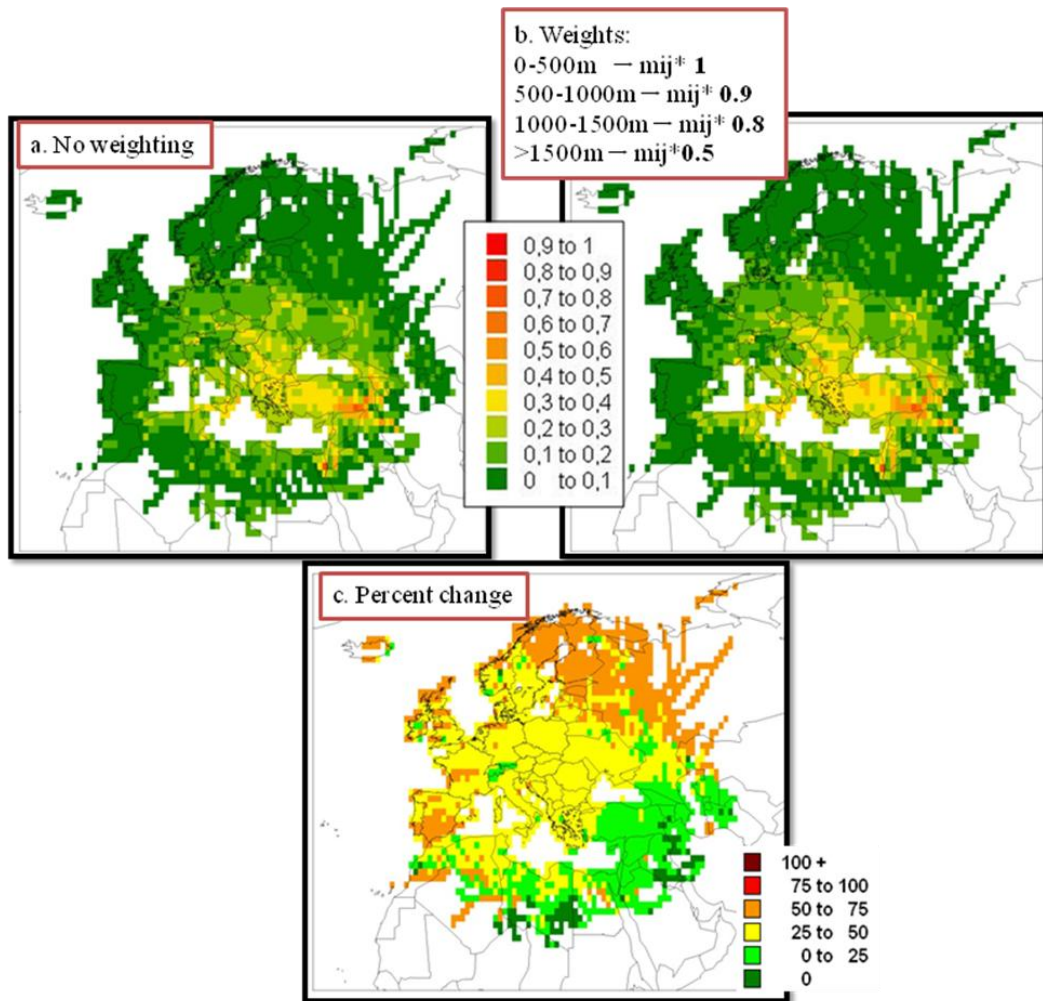 a. No weighting
b. Weights:
0-500m → mij* 1
500-1000m → mij* 0.9
1000-1500m → mij* 0.8
>1500m → mij*0.5
0,9 to 1
0,8 to 0,9
0,7 to 0,8
0,6 to 0,7
0,5 to 0,6
0,4 to 0,5
0,3 to 0,4
0,2 to 0,3
0,1 to 0,2
0 to 0,1
c. Percent change
100 +
75 to 100
50 to 75
25 to 50
0 to 25
0